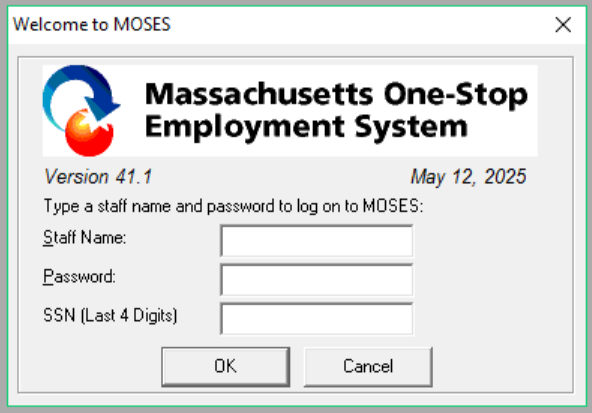 Welcome to MOSES
Massachusetts One-Stop
Employment System
Version 41.1 May 12, 2025
Type a staff name and password to log on to MOSES:
Staff Name:
Password:
SSN (Last 4 Digits)
OK Cancel